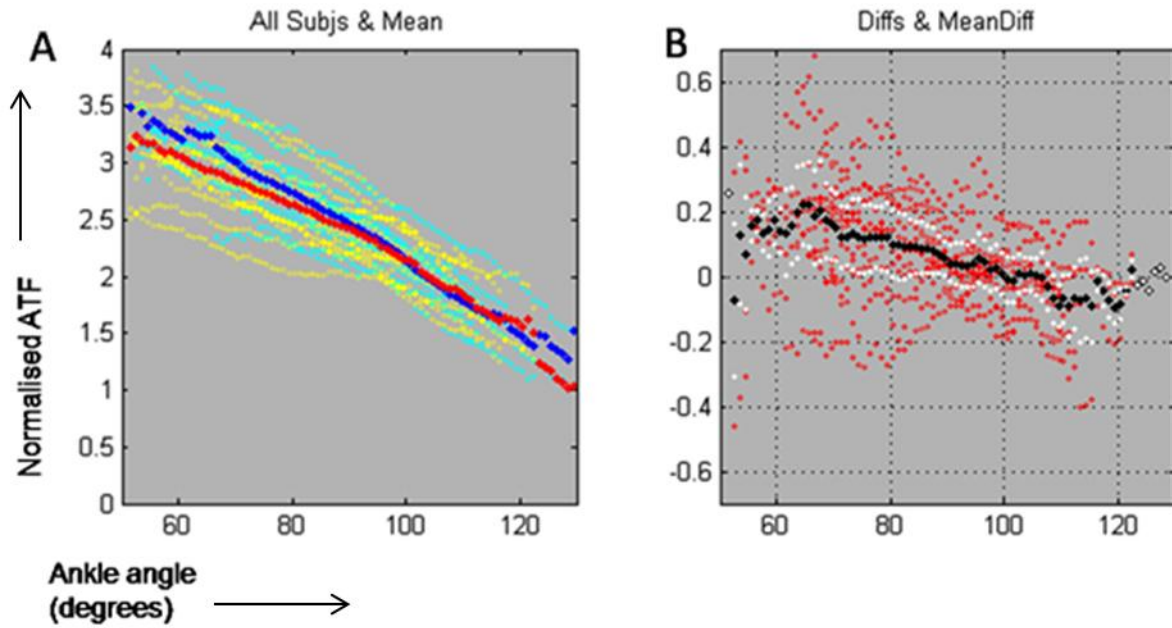 A
All Subjs & Mean
4
3.5
3
2.5
2
1.5
1
0.5
0
60 80 100 120
Normalised ATF
Ankle angle
(degrees)
B
Diffs & MeanDiff
0.6
0.4
0.2
0
-0.2
-0.4
-0.6
60 80 100 120